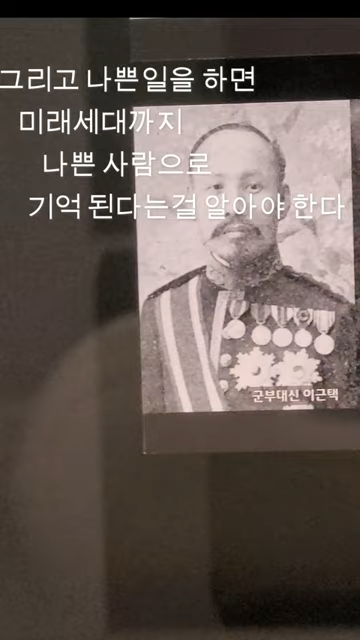 그리고 나쁜일을 하면
미래세대까지
나쁜 사람으로
기억 된다는걸 알아야 한다
군부대신 이근택